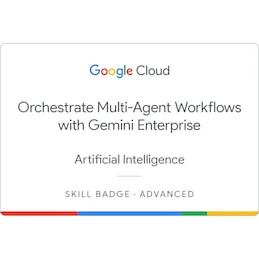 Google Cloud
Orchestrate Multi-Agent Workflows
with Gemini Enterprise
Artificial Intelligence
SKILL BADGE · ADVANCED